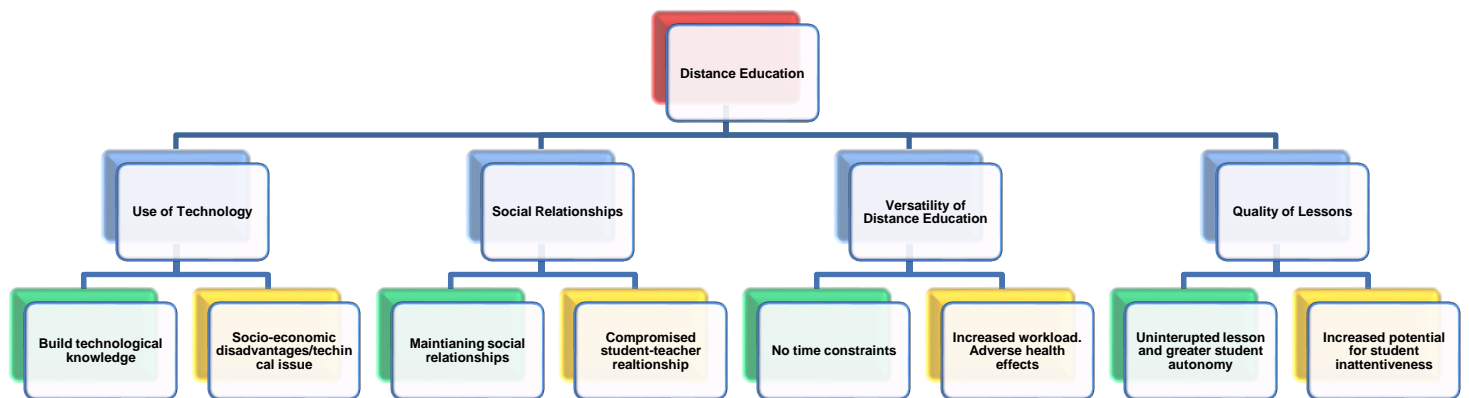 Distance Education
Use of Technology
Social Relationships
Versatility of
Distance Education
Quality of Lessons
Build technological
knowledge
Socio-economic
disadvantages/techin
cal issue
Maintianing social
relationships
Compromised
student-teacher
realtionship
No time constraints
Increased workload.
Adverse health
effects
Uninterupted lesson
and greater student
autonomy
Increased potential
for student
inattentiveness